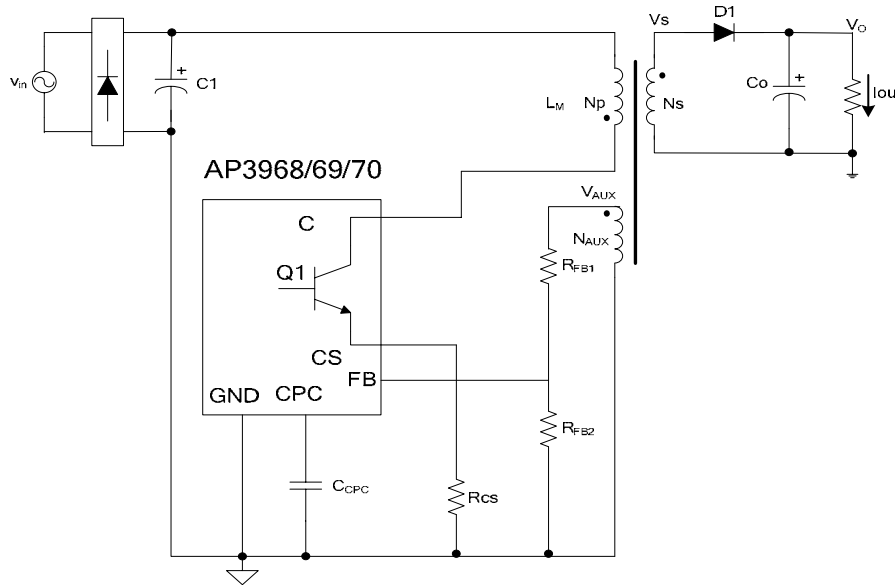 D1
Vs
VO
vin
C1
+
LM
Np
Ns
Co
+
Iou
AP3968/69/70
C
VAUX
NAUX
RFB1
Q1
CS
FB
GND
CPC
RFB2
CCPC
Rcs